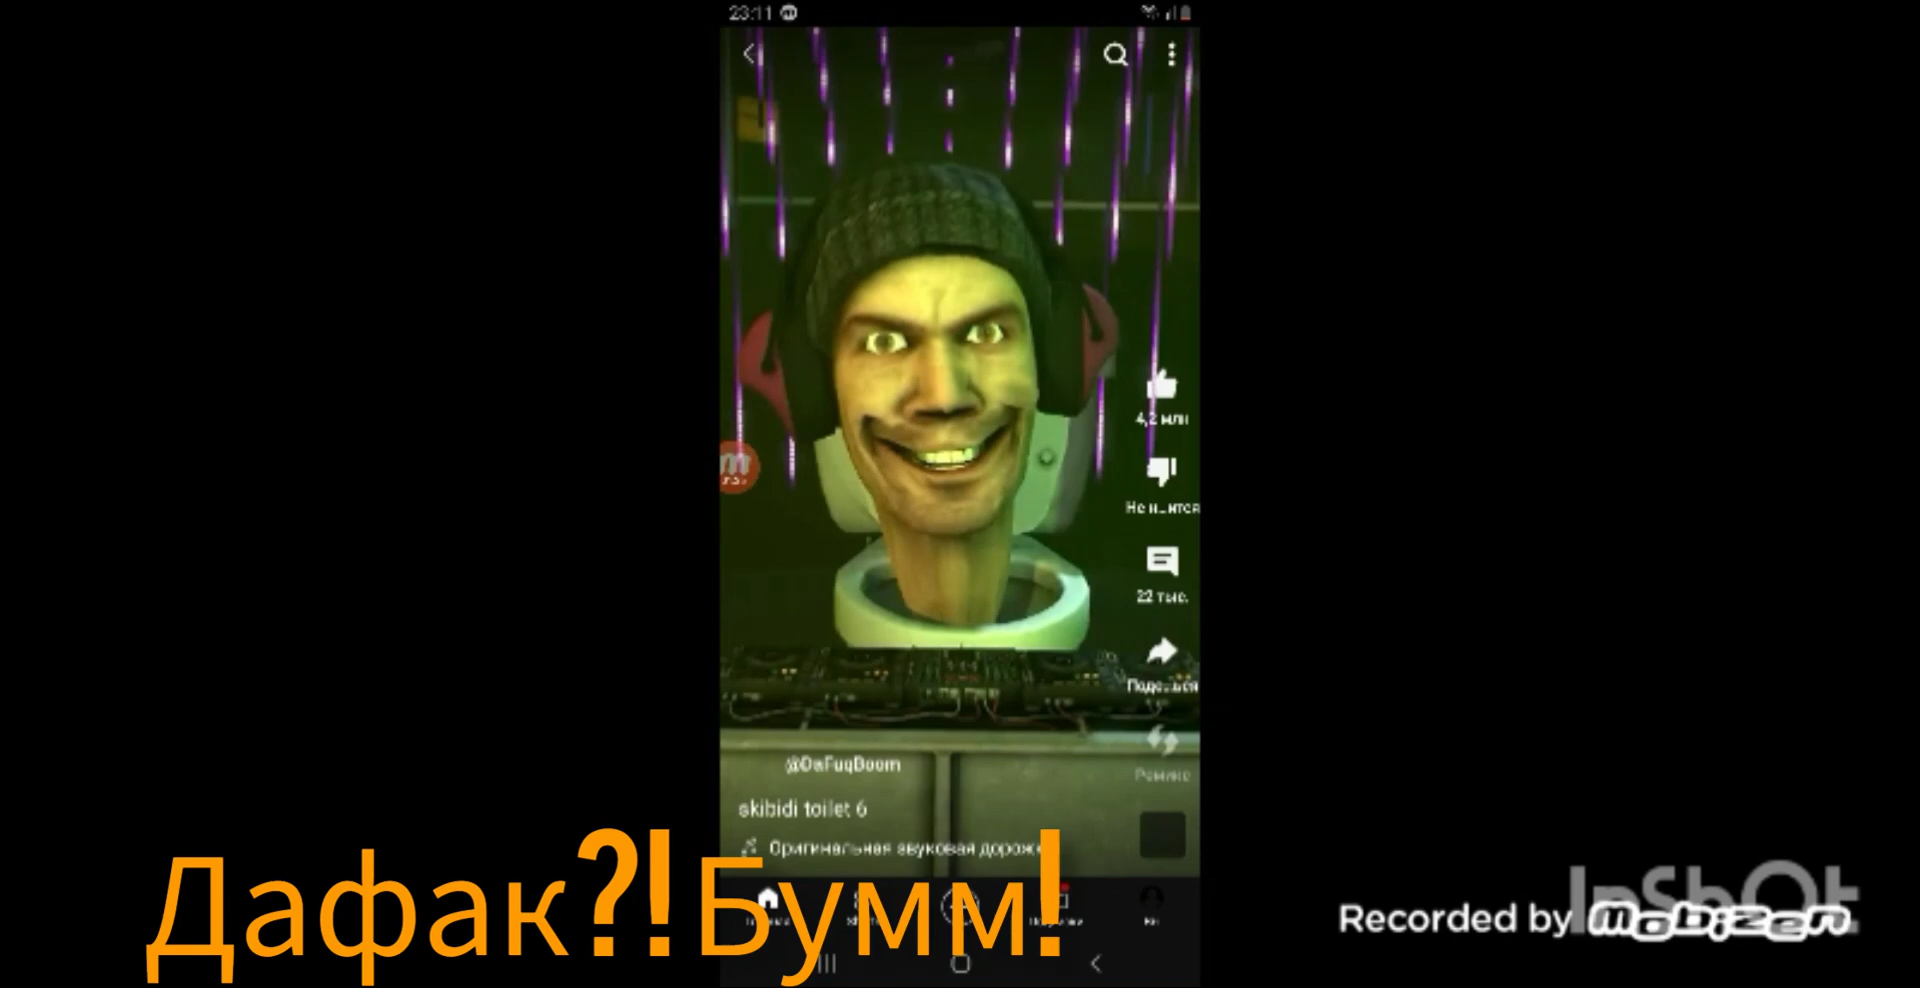 23:11
4,2 млн
22 тыс.
@DaFuqBoom
skibidi toilet 6
Оригинальная звуковая дорож
Дафак?!Бумм!
InShOt
Recorded by mobizen